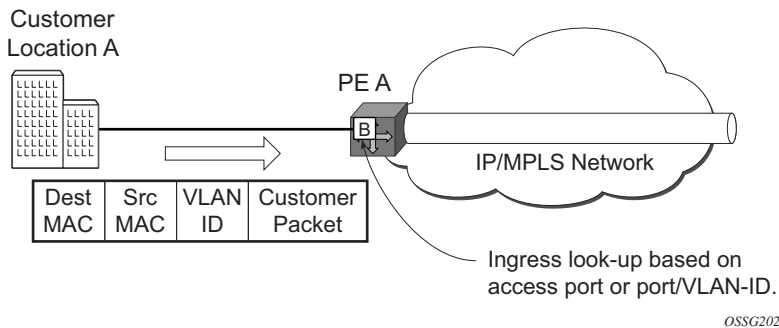 Customer
Location A
PE A
B
IP/MPLS Network
Dest MAC
Src MAC
VLAN ID
Customer Packet
Ingress look-up based on
access port or port/VLAN-ID.
OSSG202